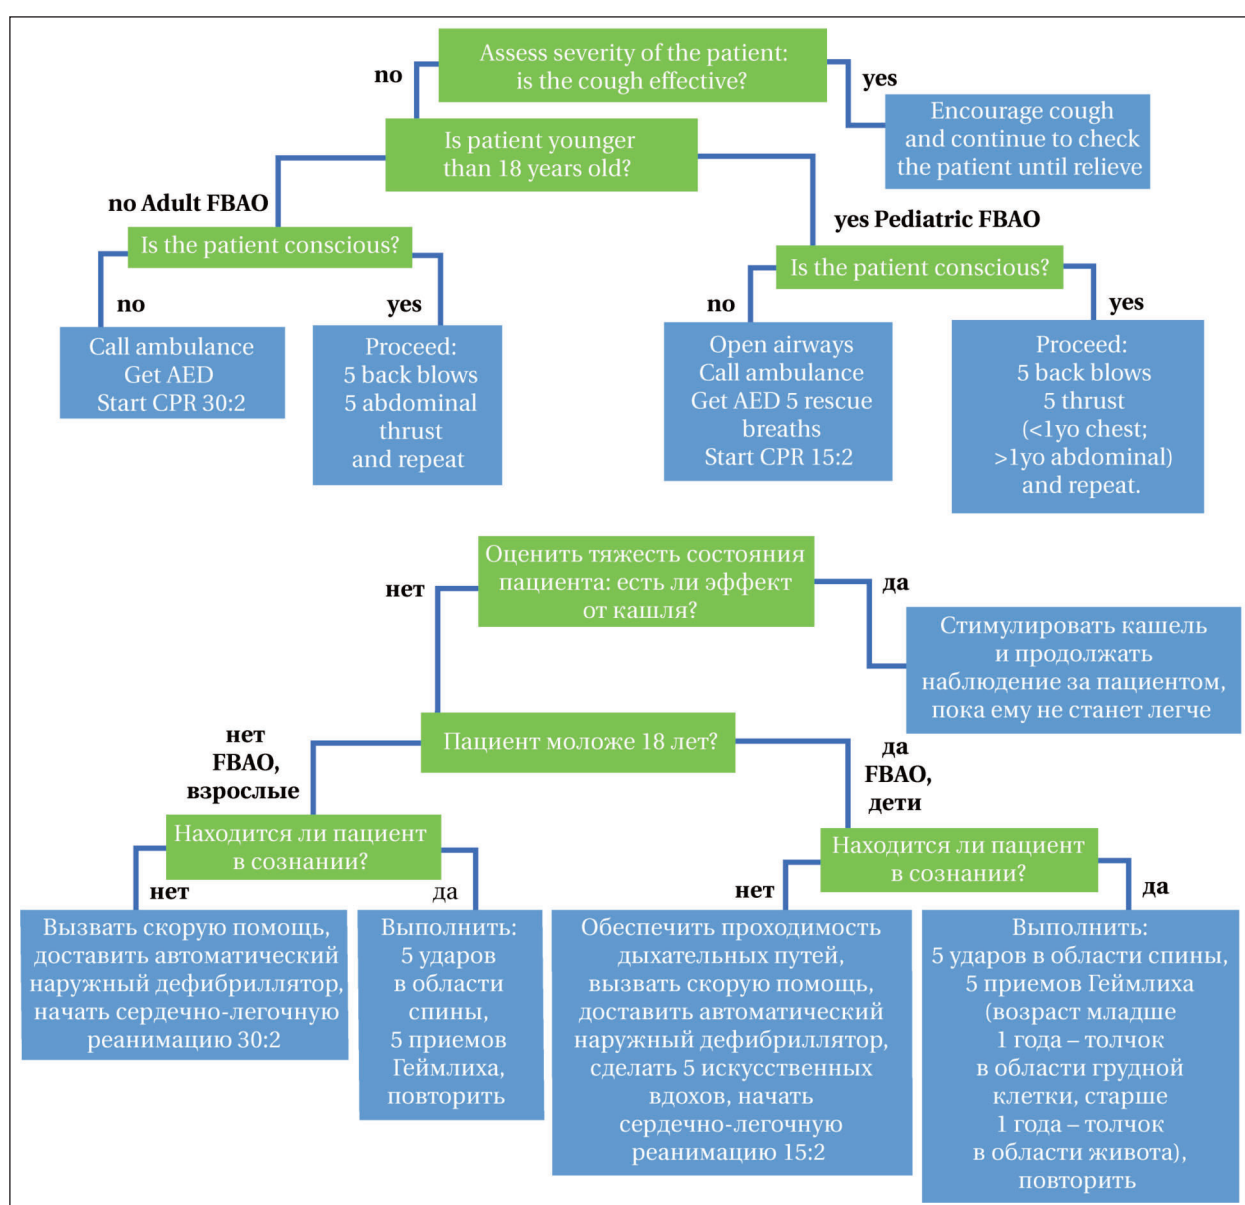 Assess severity of the patient:
is the cough effective?
no
yes
Encourage cough
and continue to check
the patient until relieve
Is patient younger
than 18 years old?
no Adult FBAO
yes Pediatric FBAO
Is the patient conscious?
no
yes
Call ambulance
Get AED
Start CPR 30:2
Proceed:
5 back blows
5 abdominal
thrust
and repeat
Is the patient conscious?
no
yes
Open airways
Call ambulance
Get AED 5 rescue
breaths
Start CPR 15:2
Proceed:
5 back blows
5 thrust
(<1yo chest;
>1yo abdominal)
and repeat.
Оценить тяжесть состояния
пациента: есть ли эффект
от кашля?
нет
да
Стимулировать кашель
и продолжать
наблюдение за пациентом,
пока ему не станет легче
Пациент моложе 18 лет?
нет
FBAO,
взрослые
да
FBAO,
дети
Находится ли пациент
в сознании?
нет
да
Вызвать скорую помощь,
доставить автоматический
наружный дефибриллятор,
начать сердечно-легочную
реанимацию 30:2
Выполнить:
5 ударов
в области
спины,
5 приемов
Геймлиха,
повторить
Находится ли пациент
в сознании?
нет
да
Обеспечить проходимость
дыхательных путей,
вызвать скорую помощь,
доставить автоматический
наружный дефибриллятор,
сделать 5 искусственных
вдохов, начать
сердечно-легочную
реанимацию 15:2
Выполнить:
5 ударов в области спины,
5 приемов Геймлиха
(возраст младше
1 года – толчок
в области грудной
клетки, старше
1 года – толчок
в области живота),
повторить